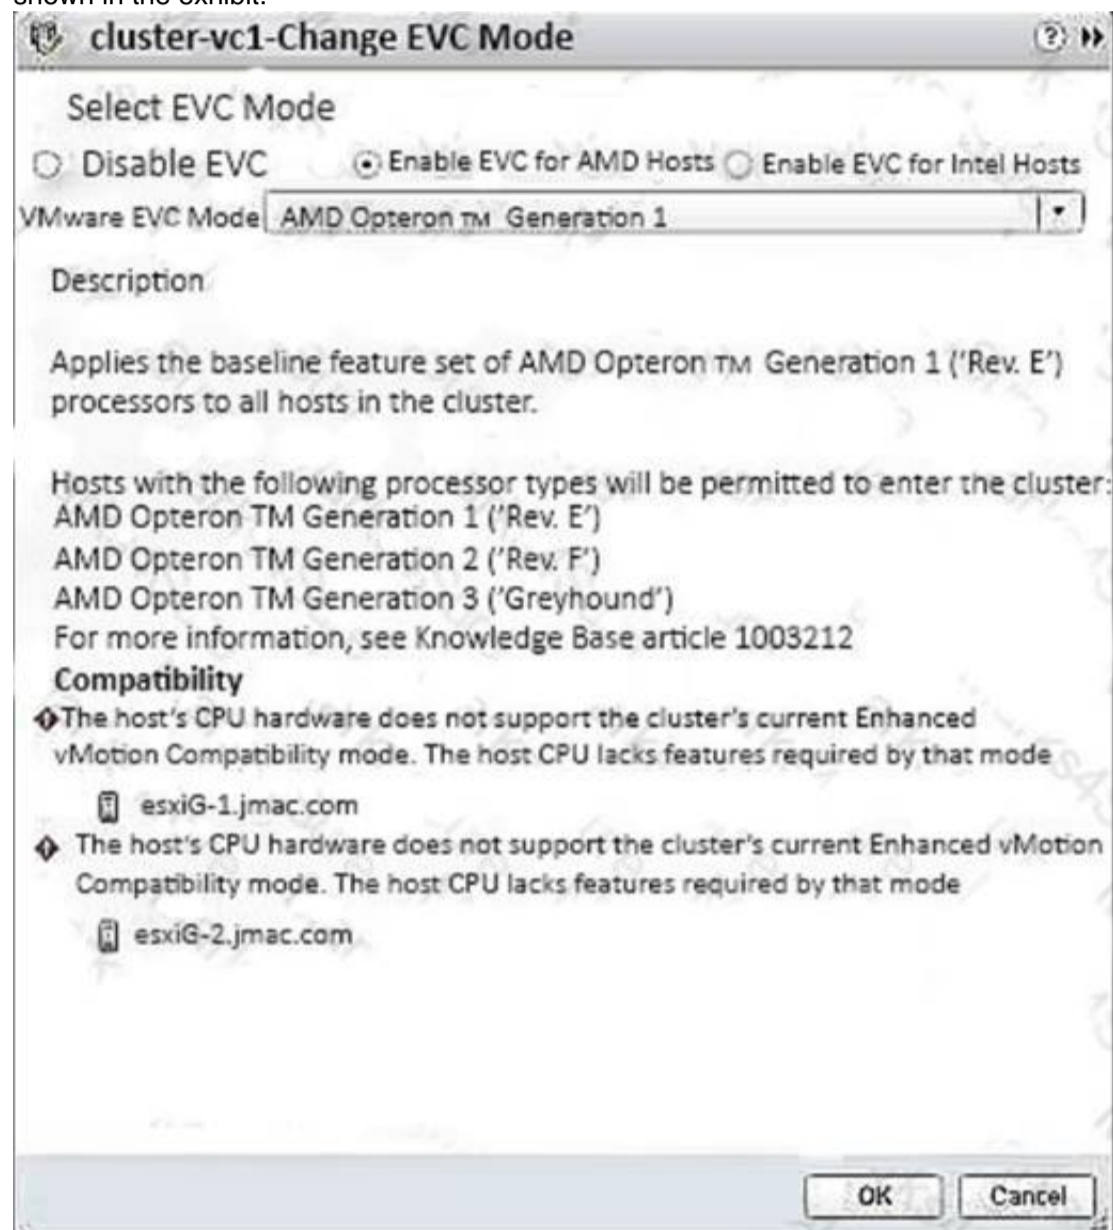 shown in the exhibit.
cluster-vc1-Change EVC Mode
Select EVC Mode
Disable EVC Enable EVC for AMD Hosts Enable EVC for Intel Hosts
VMware EVC Mode AMD Opteron TM Generation 1
Description
Applies the baseline feature set of AMD Opteron TM Generation 1 ('Rev. E')
processors to all hosts in the cluster.
Hosts with the following processor types will be permitted to enter the cluster:
AMD Opteron TM Generation 1 ('Rev. E')
AMD Opteron TM Generation 2 ('Rev. F')
AMD Opteron TM Generation 3 ('Greyhound')
For more information, see Knowledge Base article 1003212
Compatibility
The host's CPU hardware does not support the cluster's current Enhanced
vMotion Compatibility mode. The host CPU lacks features required by that mode
esxiG-1.jmac.com
The host's CPU hardware does not support the cluster's current Enhanced vMotion
Compatibility mode. The host CPU lacks features required by that mode
esxiG-2.jmac.com
OK Cancel